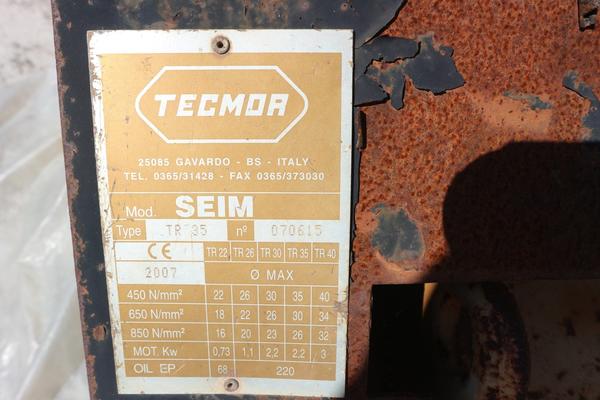 TECMOR
25085 GAVARDO - BS - ITALY
TEL. 0365/31428 - FAX 0365/373030
Mod. SEIM
Type TR 35 nº 070615
CE TR 22 TR 26 TR 30 TR 35 TR 40
2007 Ø MAX
450 N/mm² 22 26 30 35 40
650 N/mm² 18 22 26 30 34
850 N/mm² 16 20 23 26 32
MOT. Kw 0,73 1,1 2,2 2,2 3
OIL EP/ 68 220